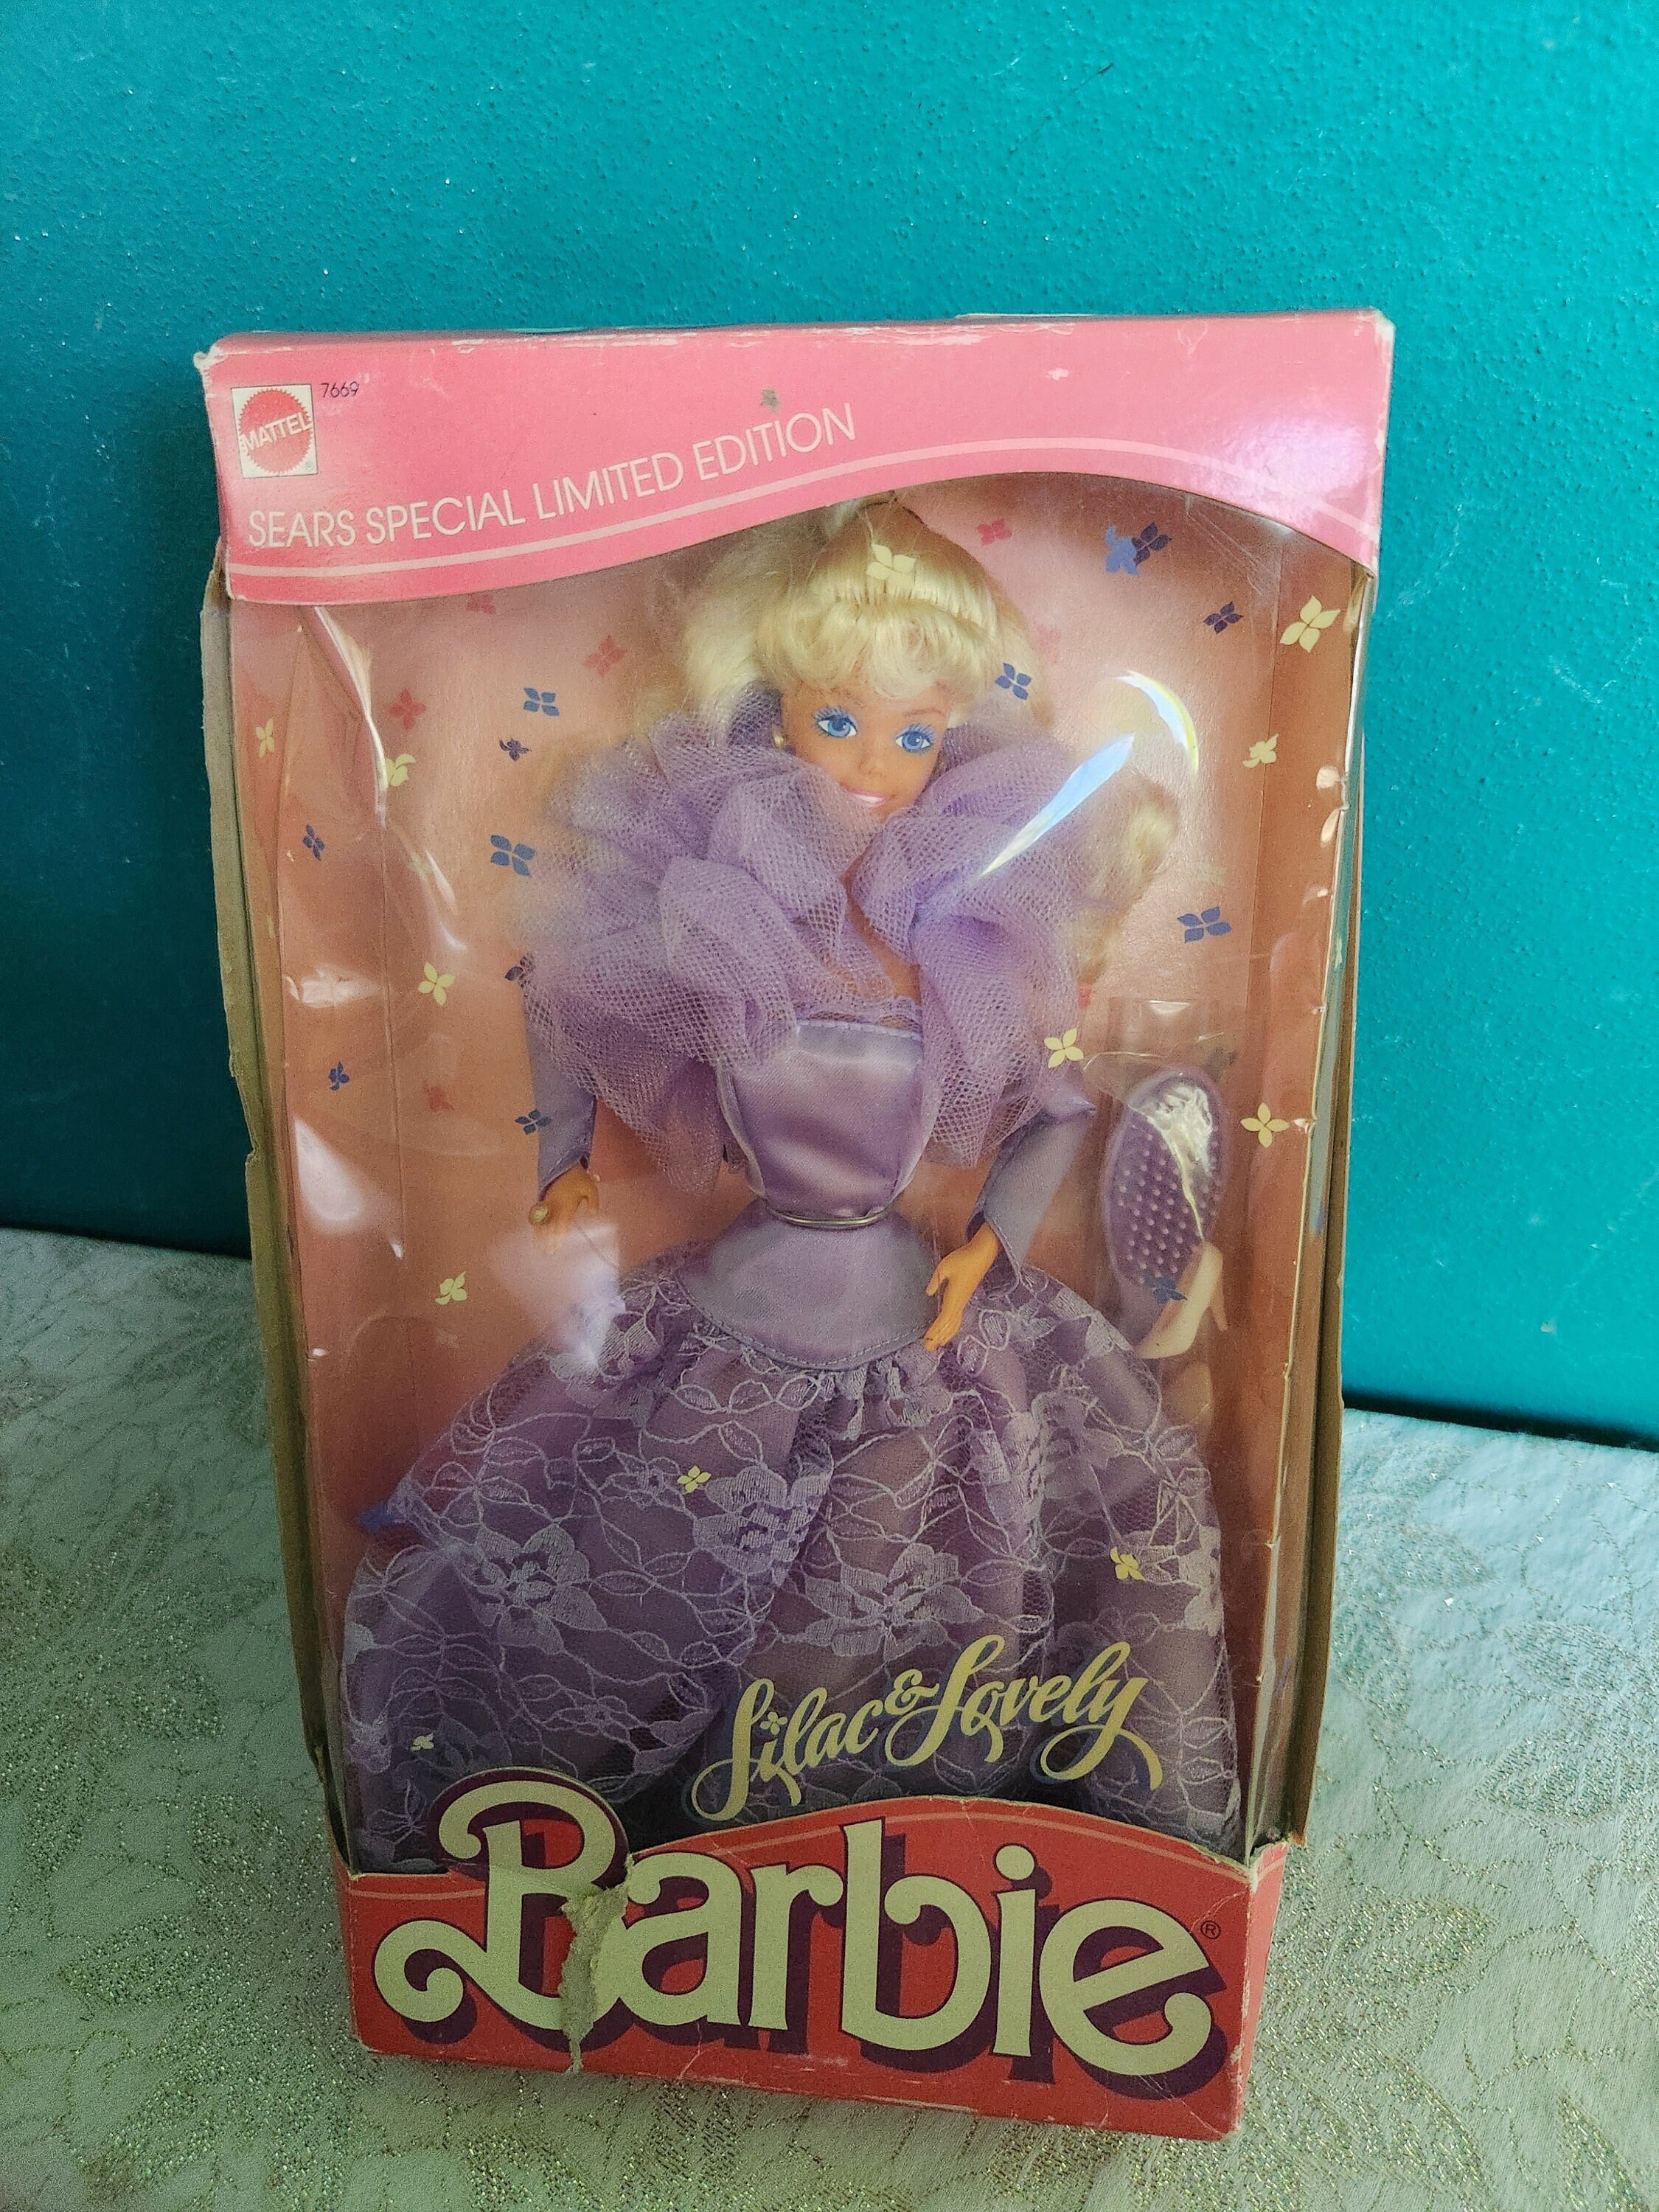 MATTEL
7669
SEARS SPECIAL LIMITED EDITION
Lilac & Lovely
Barbie®